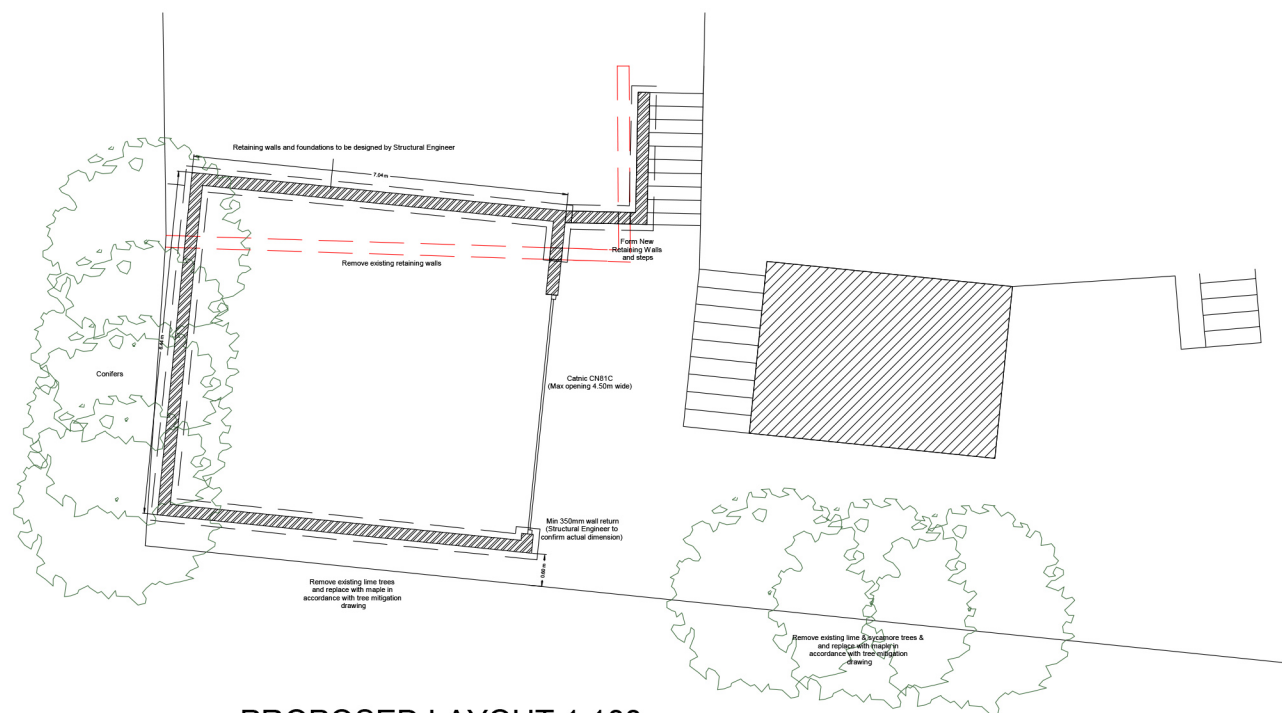 Retaining walls and foundations to be designed by Structural Engineer
7.04 m
Form New
Retaining Walls
and steps
Remove existing retaining walls
Conifers
Catnic CN81C
(Max opening 4.50m wide)
Min 350mm wall return
(Structural Engineer to
confirm actual dimension)
0.60 m
Remove existing lime trees
and replace with maple in
accordance with tree mitigation
drawing
Remove existing lime & sycamore trees &
and replace with maple in
accordance with tree mitigation
drawing